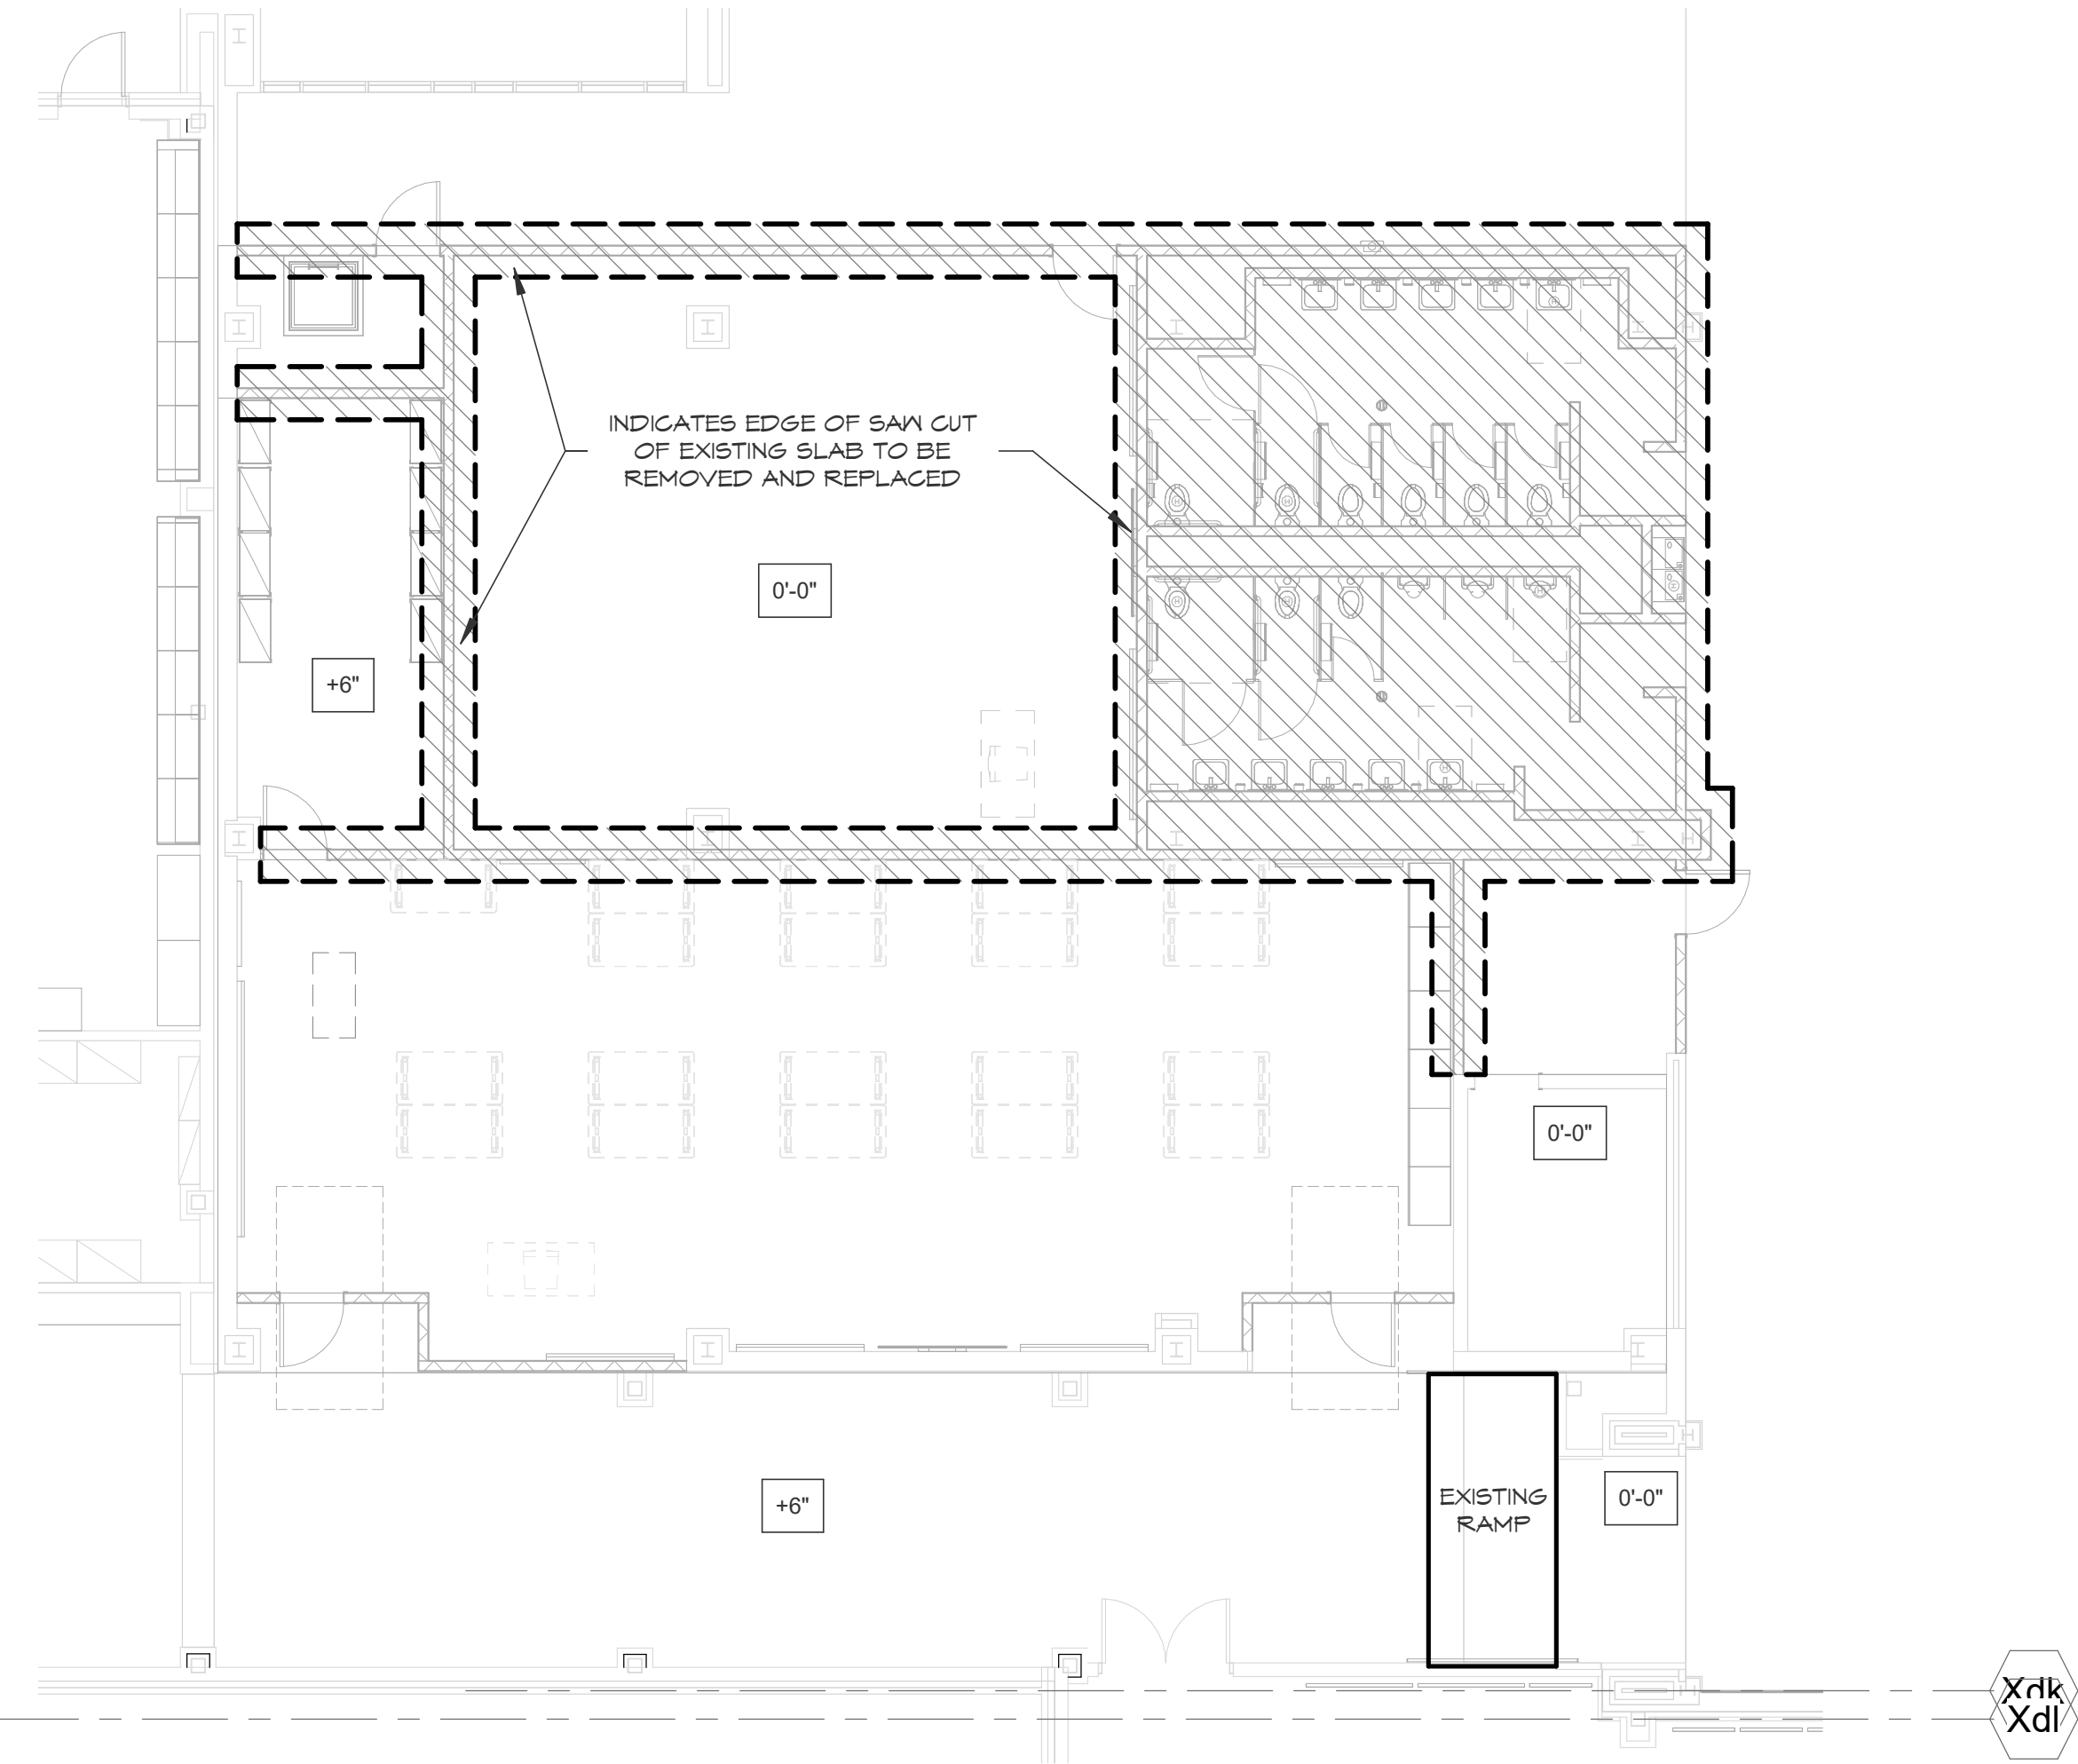 INDICATES EDGE OF SAW CUT
OF EXISTING SLAB TO BE
REMOVED AND REPLACED
0'-0"
+6"
0'-0"
+6"
EXISTING
RAMP
0'-0"
Xdk
Xdl